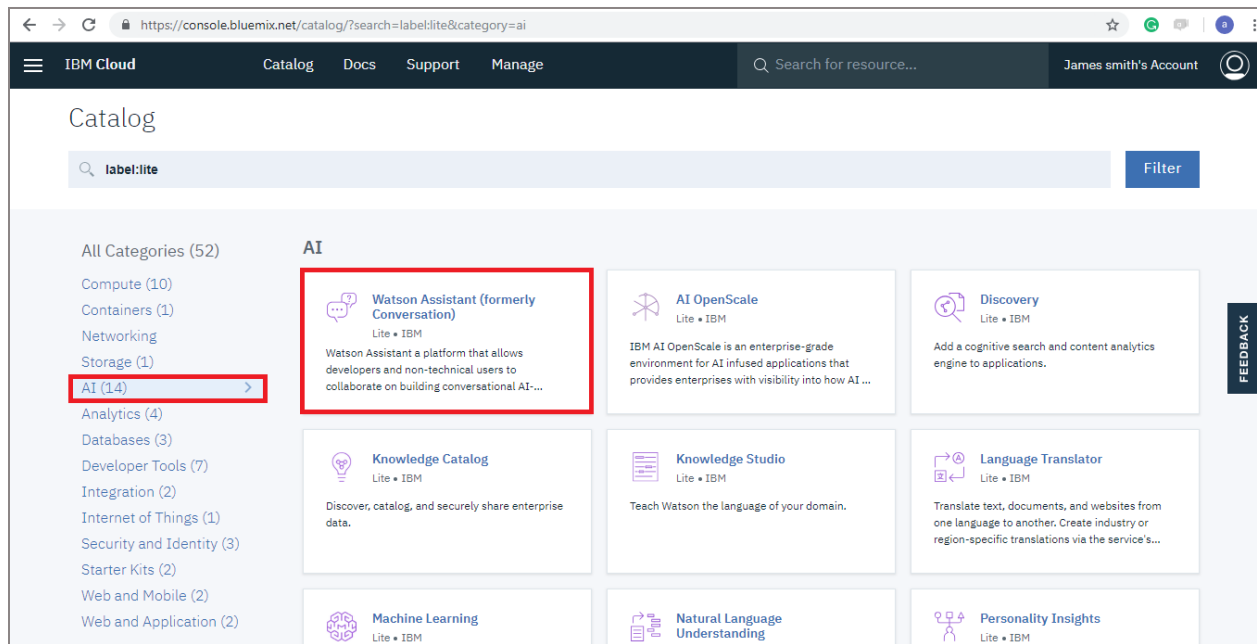 https://console.bluemix.net/catalog/?search=label:lite&category=ai
a
IBM Cloud
Catalog
Docs
Support
Manage
Search for resource...
James smith's Account
Catalog
label:lite
Filter
All Categories (52)
Compute (10)
Containers (1)
Networking
Storage (1)
AI (14)
Analytics (4)
Databases (3)
Developer Tools (7)
Integration (2)
Internet of Things (1)
Security and Identity (3)
Starter Kits (2)
Web and Mobile (2)
Web and Application (2)
AI
Watson Assistant (formerly
Conversation)
Lite • IBM
Watson Assistant a platform that allows
developers and non-technical users to
collaborate on building conversational AI-...
AI OpenScale
Lite • IBM
IBM AI OpenScale is an enterprise-grade
environment for AI infused applications that
provides enterprises with visibility into how AI ...
Discovery
Lite • IBM
Add a cognitive search and content analytics
engine to applications.
Knowledge Catalog
Lite • IBM
Discover, catalog, and securely share enterprise
data.
Knowledge Studio
Lite • IBM
Teach Watson the language of your domain.
Language Translator
Lite • IBM
Translate text, documents, and websites from
one language to another. Create industry or
region-specific translations via the service's...
Machine Learning
Lite • IBM
Natural Language
Understanding
Personality Insights
Lite • IBM
FEEDBACK